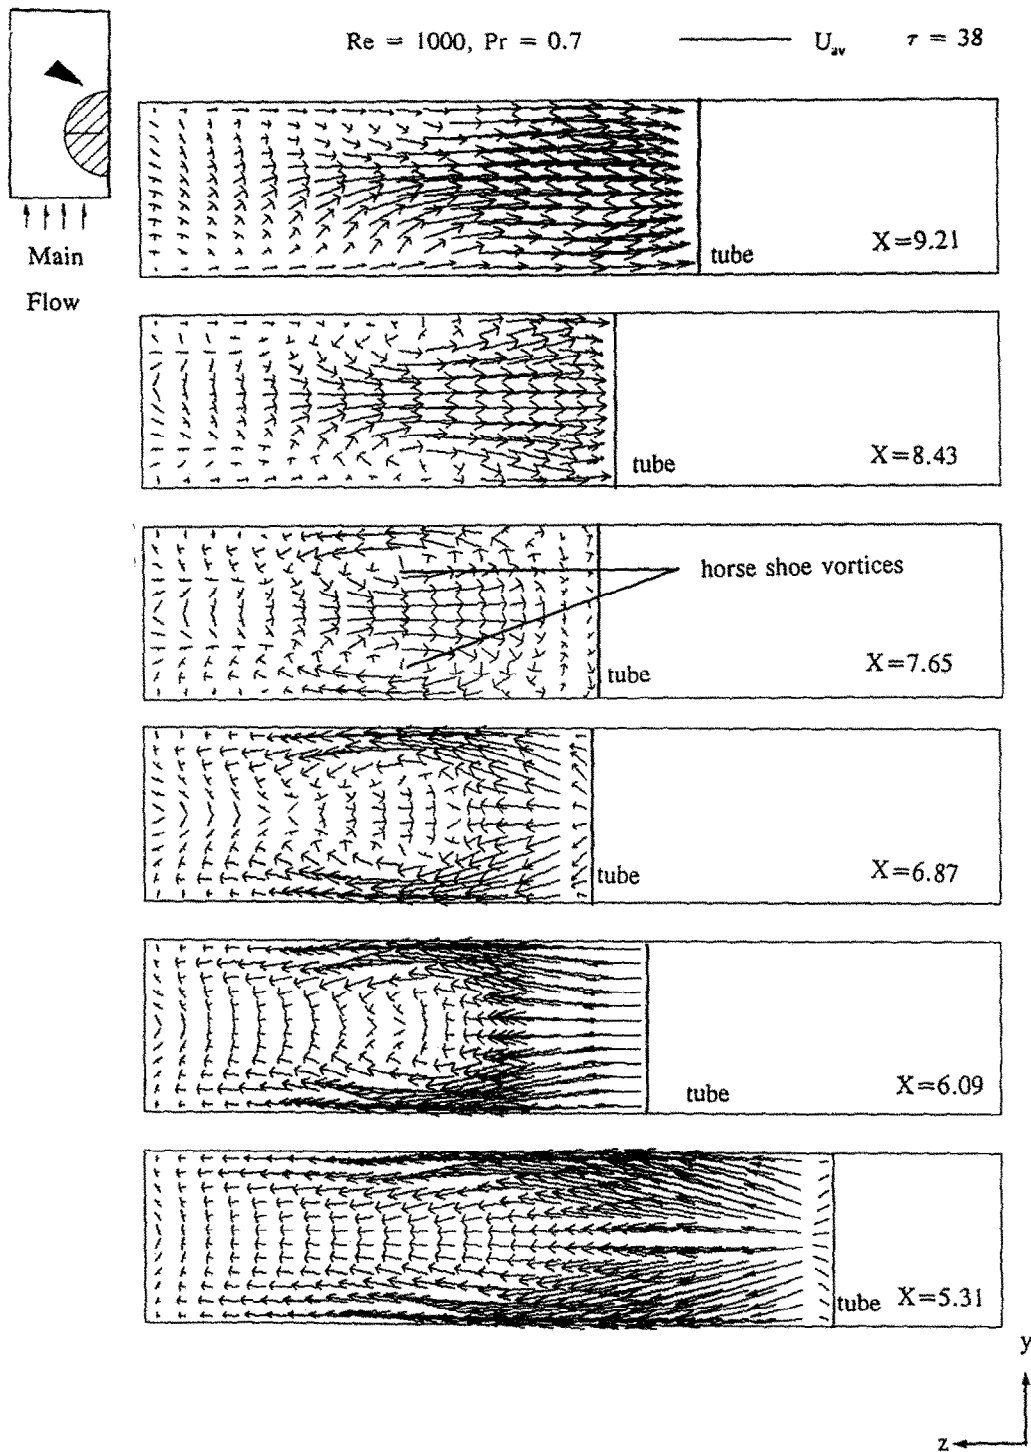 Re = 1000, Pr = 0.7 U_av τ = 38
Main
Flow
tube X=9.21
tube X=8.43
horse shoe vortices
tube X=7.65
tube X=6.87
tube X=6.09
tube X=5.31
y
z